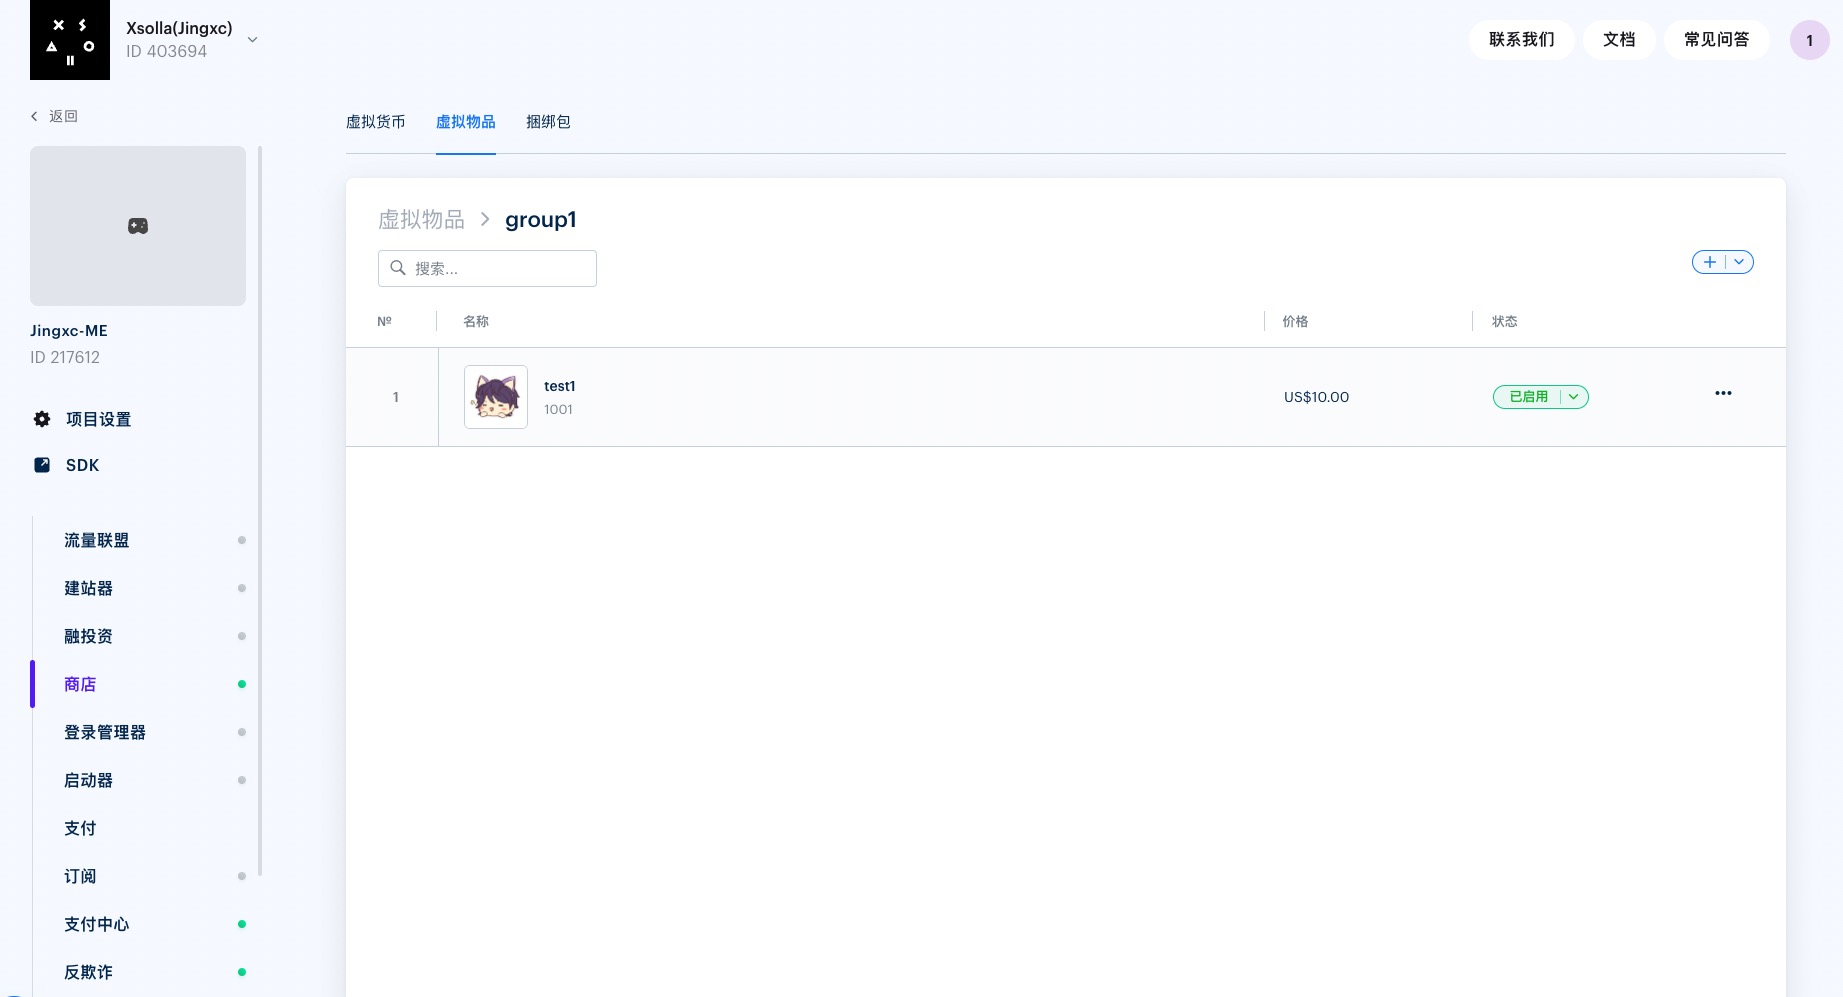 Xsolla(Jingxc)
ID 403694
联系我们
文档
常见问答
1
返回
虚拟货币
虚拟物品
捆绑包
虚拟物品
group1
搜索...
№
名称
价格
状态
1
test1
1001
US$10.00
已启用
Jingxc-ME
ID 217612
项目设置
SDK
流量联盟
建站器
融投资
商店
登录管理器
启动器
支付
订阅
支付中心
反欺诈